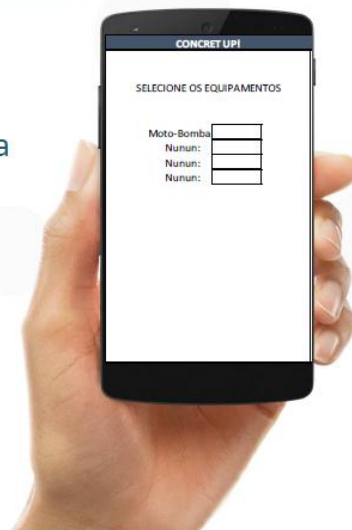 CONCRET UP!
a
SELECIONE OS EQUIPAMENTOS
Moto-Bomba
Nunun:
Nunun:
Nunun: